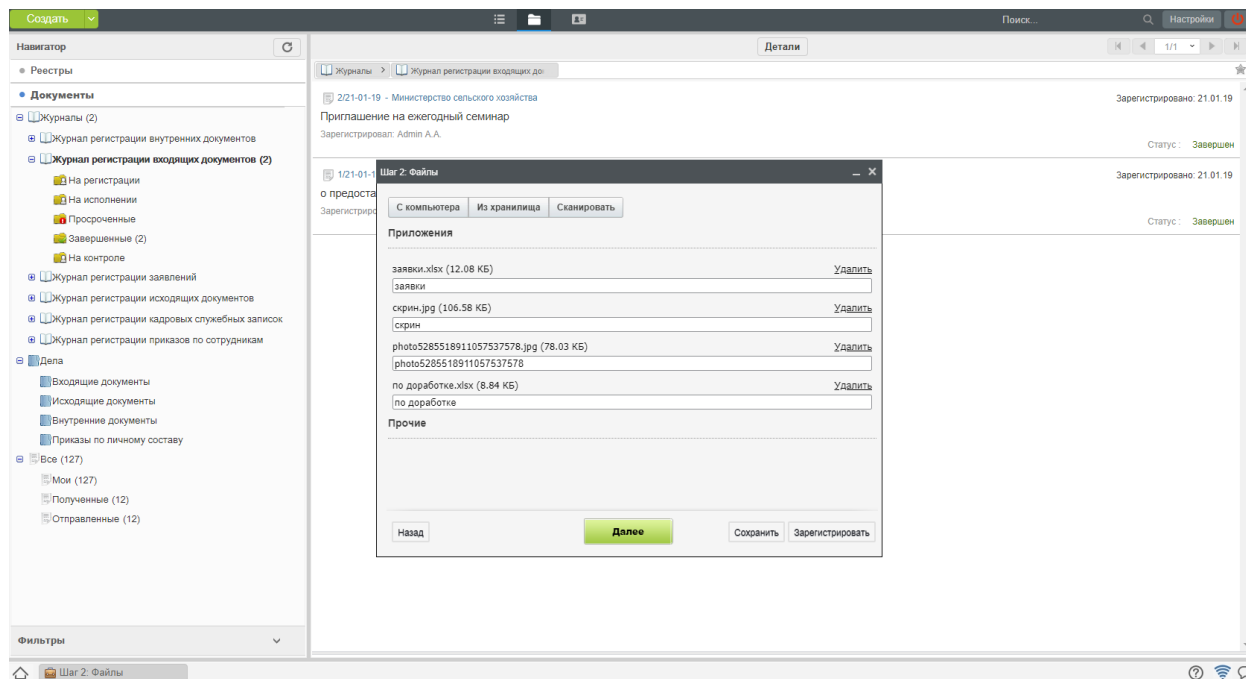 Создать
Поиск...
Настройки
Навигатор
Детали
1/1
Реестры
Журналы
Журнал регистрации входящих до
Документы
2/21-01-19 - Министерство сельского хозяйства
Зарегистрировано: 21.01.19
Приглашение на ежегодный семинар
Зарегистрировал: Admin A.A.
Статус : Завершен
1/21-01-1
Зарегистрировано: 21.01.19
о предоста
Зарегистриро
Статус : Завершен
Журналы (2)
Журнал регистрации внутренних документов
Журнал регистрации входящих документов (2)
На регистрации
На исполнении
Просроченные
Завершенные (2)
На контроле
Журнал регистрации заявлений
Журнал регистрации исходящих документов
Журнал регистрации кадровых служебных записок
Журнал регистрации приказов по сотрудникам
Дела
Входящие документы
Исходящие документы
Внутренние документы
Приказы по личному составу
Все (127)
Мои (127)
Полученные (12)
Отправленные (12)
Фильтры
Шаг 2: Файлы
С компьютера
Из хранилища
Сканировать
Приложения
заявки.xlsx (12.08 КБ) Удалить
заявки
скрин.jpg (106.58 КБ) Удалить
скрин
photo5285518911057537578.jpg (78.03 КБ) Удалить
photo5285518911057537578
по доработке.xlsx (8.84 КБ) Удалить
по доработке
Прочие
Назад
Далее
Сохранить
Зарегистрировать
Шаг 2: Файлы